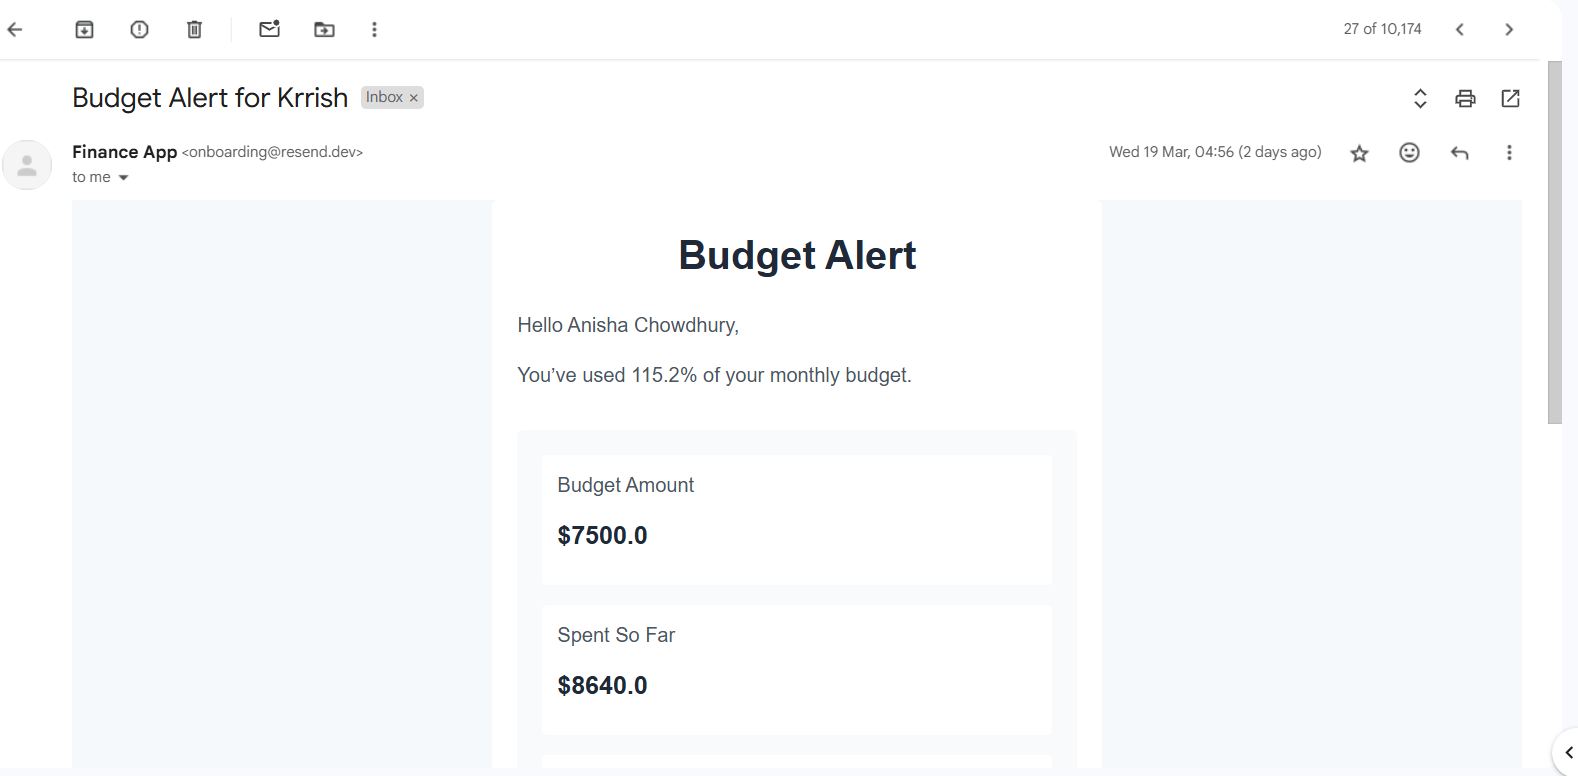 27 of 10,174
Budget Alert for Krrish Inbox ×
Finance App <onboarding@resend.dev> Wed 19 Mar, 04:56 (2 days ago)
to me
Budget Alert
Hello Anisha Chowdhury,
You’ve used 115.2% of your monthly budget.
Budget Amount
$7500.0
Spent So Far
$8640.0